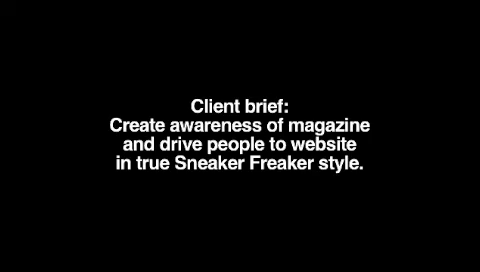 Client brief:
Create awareness of magazine
and drive people to website
in true Sneaker Freaker style.